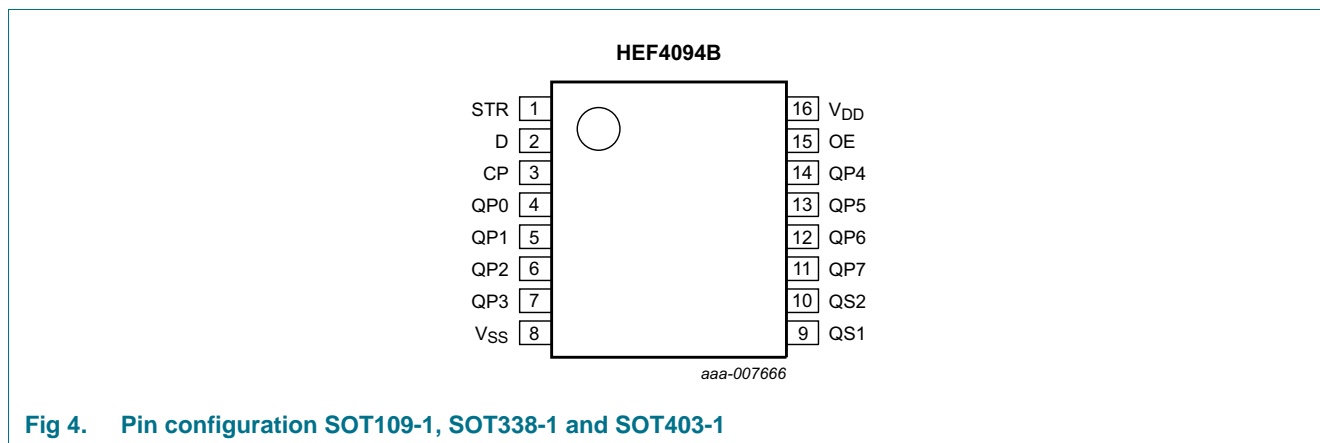 HEF4094B
STR 1 16 VDD
D 2 15 OE
CP 3 14 QP4
QP0 4 13 QP5
QP1 5 12 QP6
QP2 6 11 QP7
QP3 7 10 QS2
VSS 8 9 QS1
aaa-007666
Fig 4. Pin configuration SOT109-1, SOT338-1 and SOT403-1